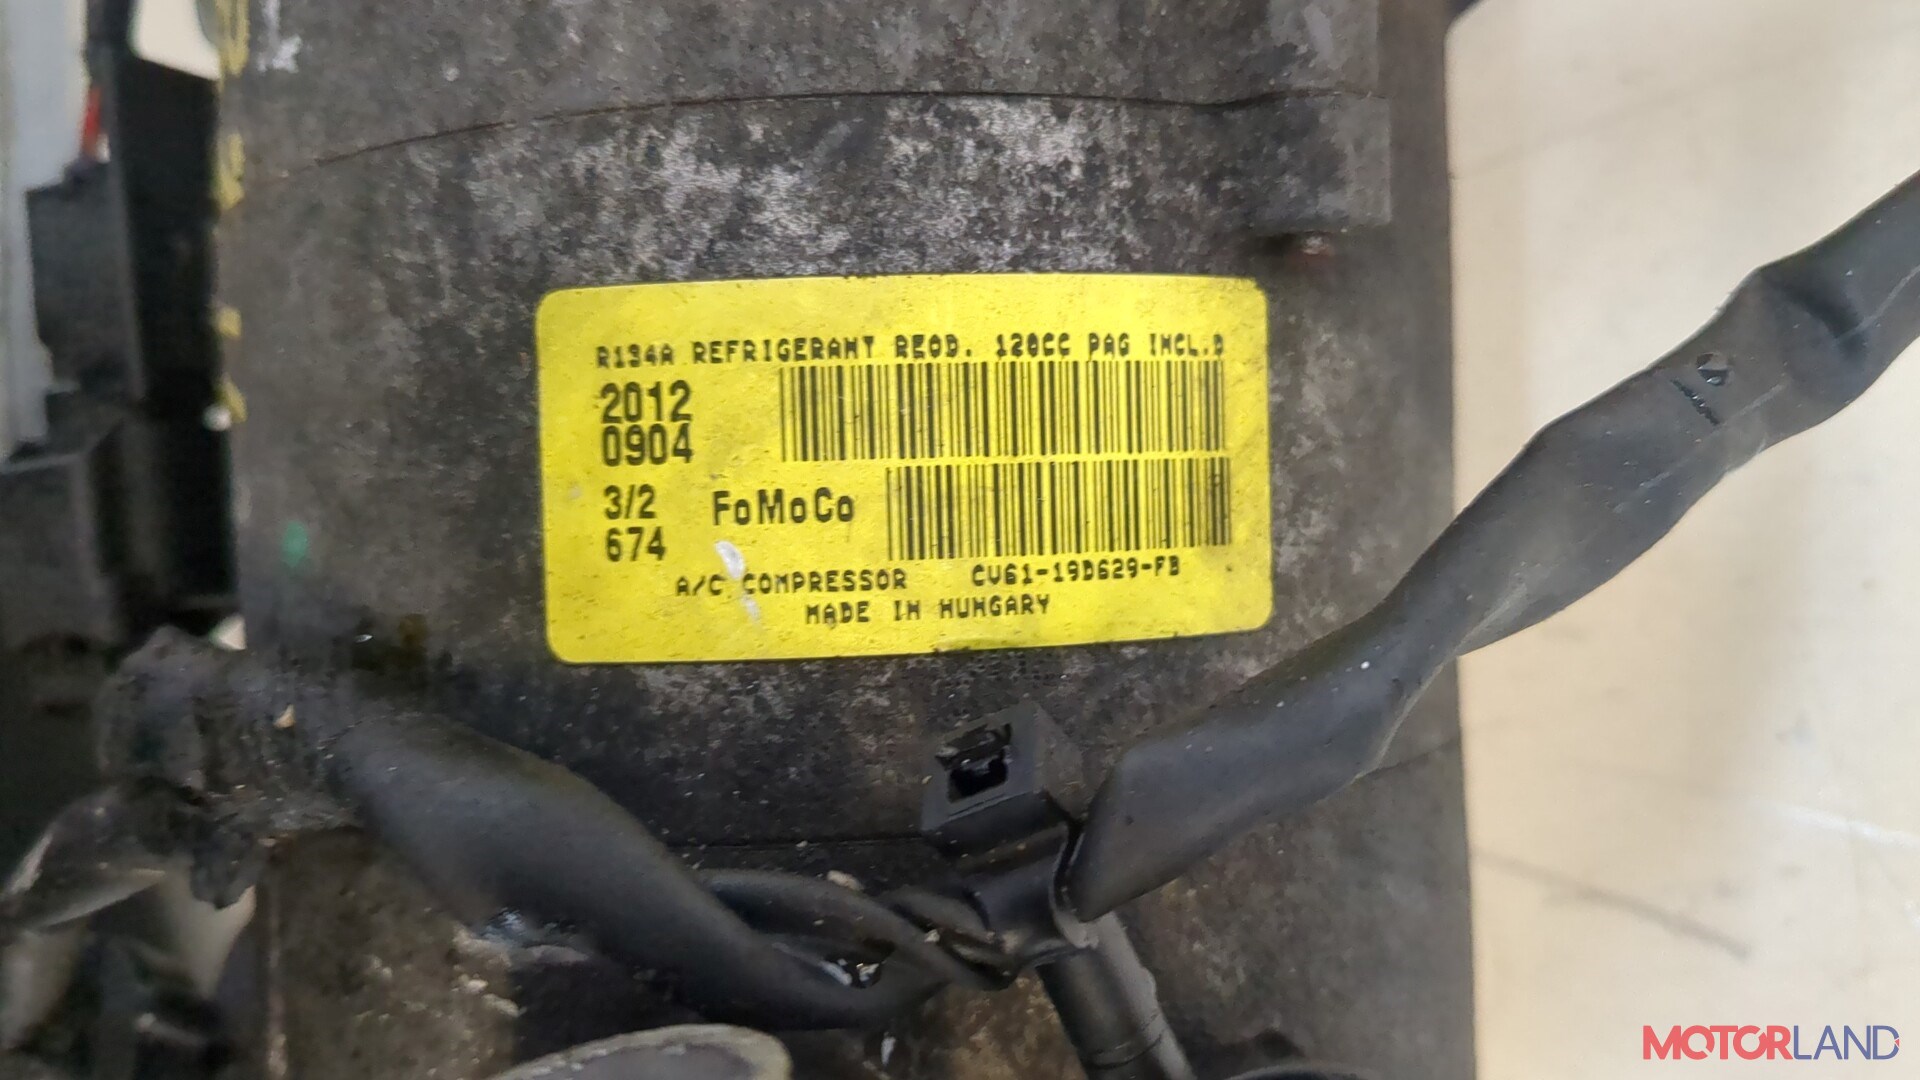 R134A REFRIGERANT REQD. 120CC PAG INCL.D
2012
0904
3/2
674
FoMoCo
A/C COMPRESSOR CV61-19D629-FB
MADE IN HUNGARY
MOTORLAND